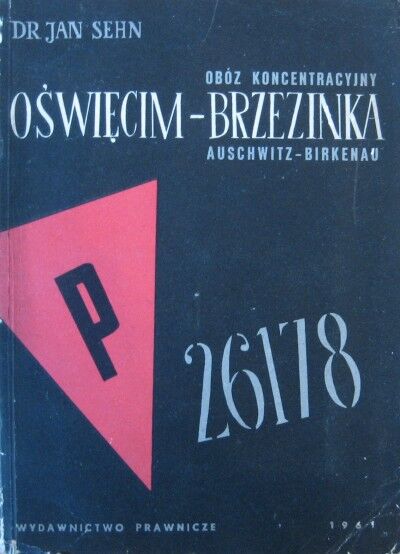 DR JAN SEHN
OBÓZ KONCENTRACYJNY
OŚWIĘCIM-BRZEZINKA
AUSCHWITZ-BIRKENAU
P
26178
WYDAWNICTWO PRAWNICZE 1961